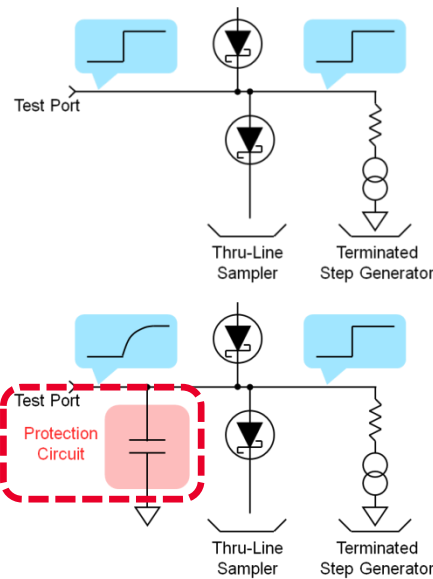 Test Port
Thru-Line
Sampler
Terminated
Step Generator
Test Port
Protection
Circuit
Thru-Line
Sampler
Terminated
Step Generator